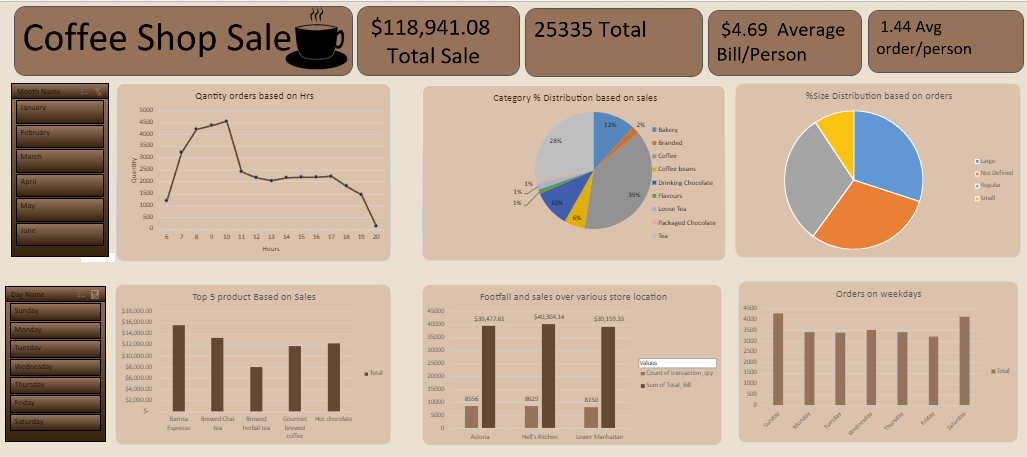 Coffee Shop Sale
$118,941.08
Total Sale
25335 Total
$4.69 Average
Bill/Person
1.44 Avg
order/person
Month Name
January
February
March
April
May
June
Qantity orders based on Hrs
5000
4500
4000
3500
3000
2500
2000
1500
1000
500
0
Quantity
6 7 8 9 10 11 12 13 14 15 16 17 18 19 20
Hours
Category % Distribution based on sales
12%
2%
39%
6%
10%
1%
1%
1%
28%
Bakery
Branded
Coffee
Coffee beans
Drinking Chocolate
Flavours
Loose Tea
Packaged Chocolate
Tea
%Size Distribution based on orders
Large
Not Defined
Regular
Small
Day Name
Sunday
Monday
Tuesday
Wednesday
Thursday
Friday
Saturday
Top 5 product Based on Sales
$18,000.00
$16,000.00
$14,000.00
$12,000.00
$10,000.00
$8,000.00
$6,000.00
$4,000.00
$2,000.00
$-
Barista
Espresso
Brewed Chai
tea
Brewed
herbal tea
Gourmet
brewed
coffee
Hot chocolate
Total
Footfall and sales over various store location
45000
40000
35000
30000
25000
20000
15000
10000
5000
0
$39,477.61
$40,304.14
$39,159.33
8556
8629
8150
Astoria
Hell's Kitchen
Lower Manhattan
Values
Count of transaction_qty
Sum of Total_Bill
Orders on weekdays
4500
4000
3500
3000
2500
2000
1500
1000
500
0
Sunday
Monday
Tuesday
Wednesday
Thursday
Friday
Saturday
Total